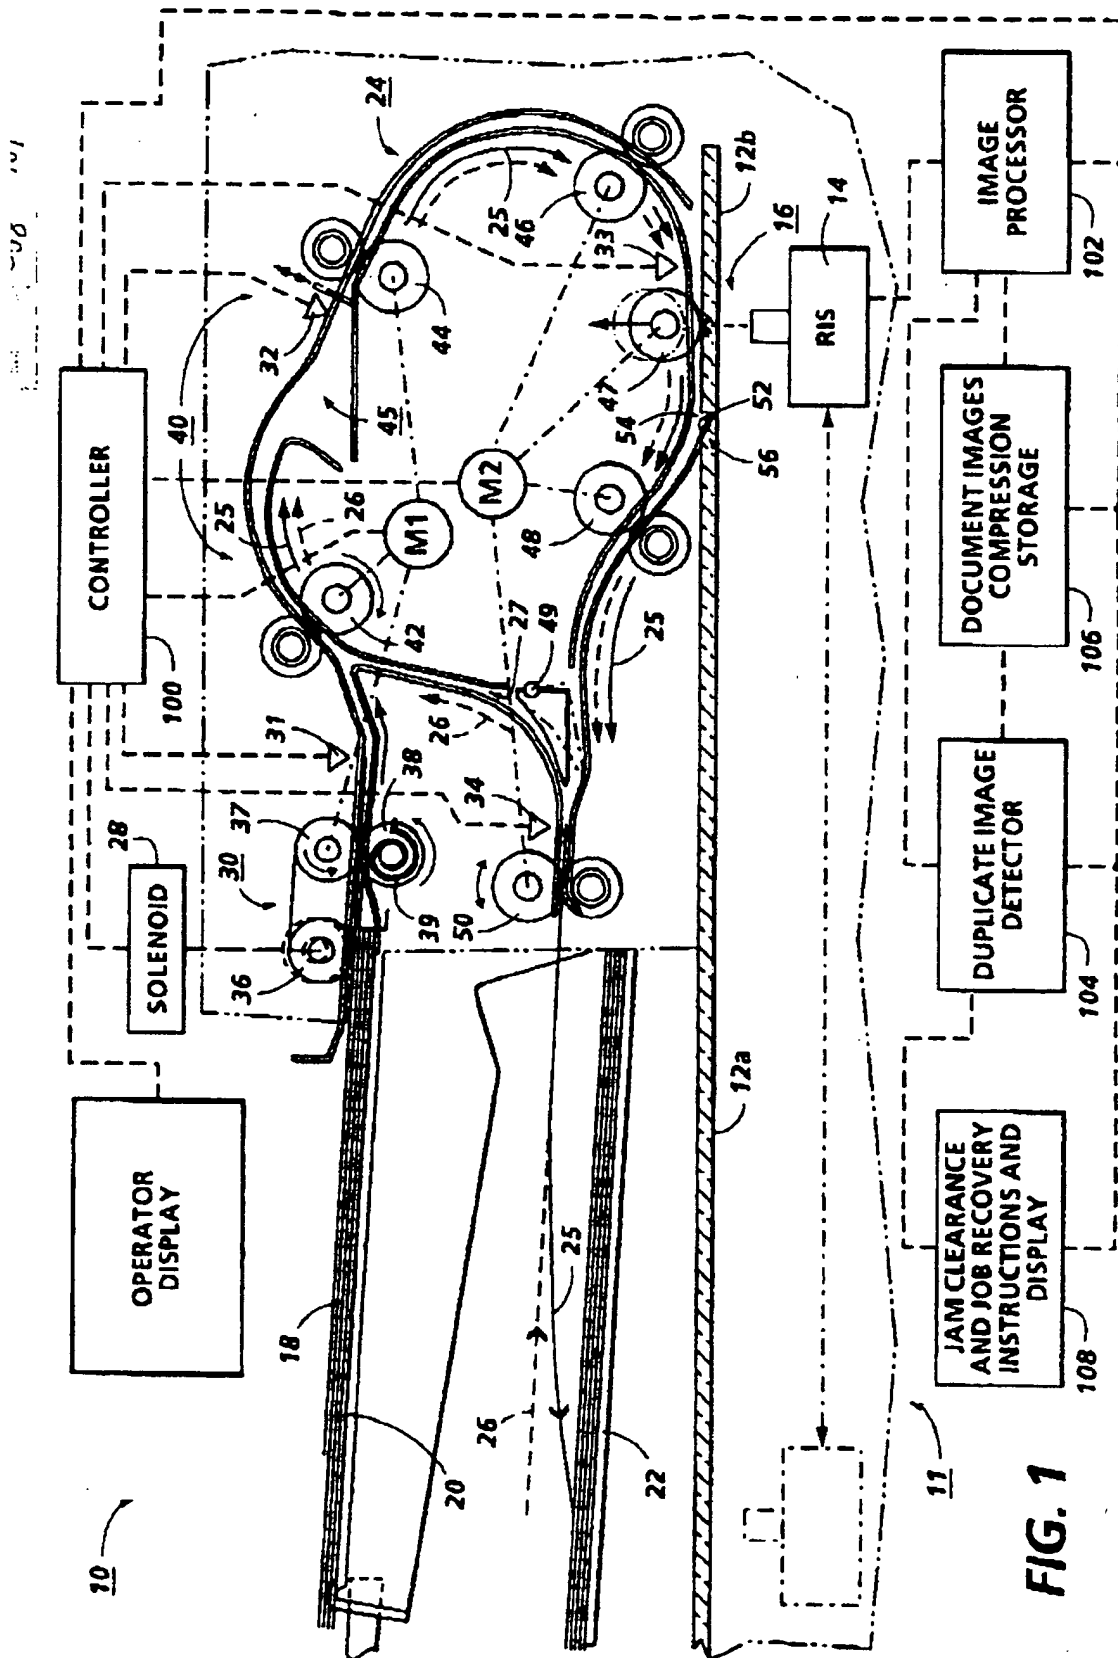 10
OPERATOR
DISPLAY
SOLENOID
28
CONTROLLER
100
18
20
36
30
37
31
38
39
40
32
24
25
26
42
44
45
M1
M2
25
46
33
47
48
54
52
56
27
49
26
34
50
25
26
25
22
12a
12b
16
14
RIS
11
JAM CLEARANCE
AND JOB RECOVERY
INSTRUCTIONS AND
DISPLAY
108
DUPLICATE IMAGE
DETECTOR
104
DOCUMENT IMAGES
COMPRESSION
STORAGE
106
IMAGE
PROCESSOR
102
FIG. 1